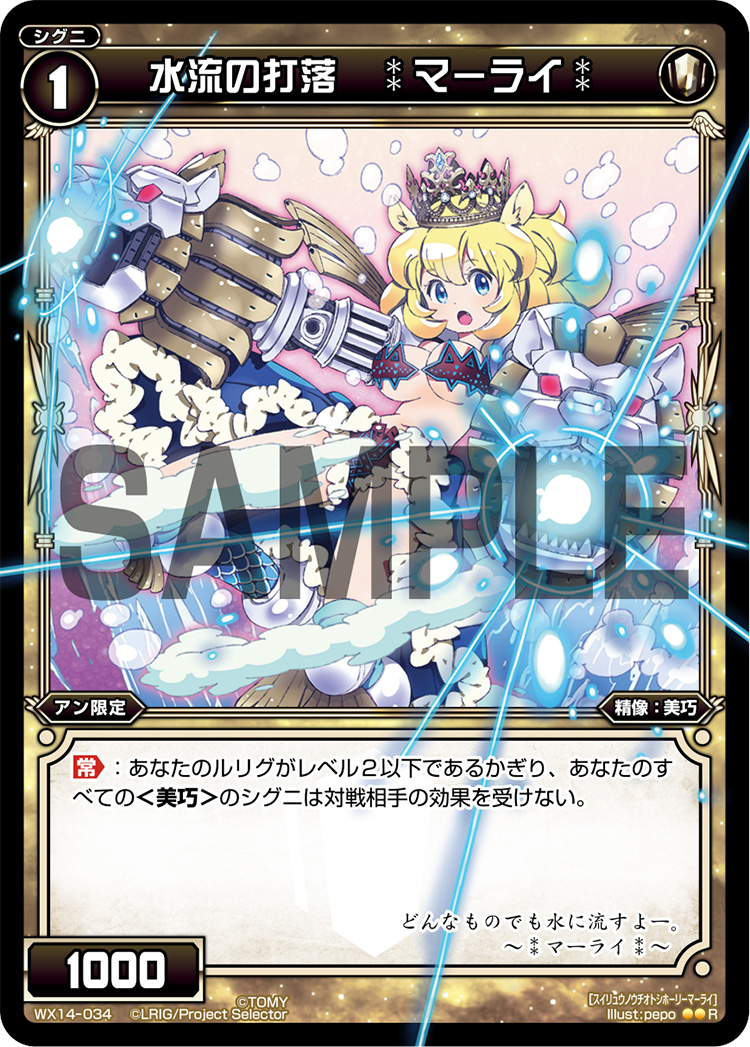 シグニ
1
水流の打落 ⁑マーライ⁑
SAMPLE
アン限定
精像：美巧
常：あなたのルリグがレベル２以下であるかぎり、あなたのす
べての＜美巧＞のシグニは対戦相手の効果を受けない。
どんなものでも水に流すよー。
～⁑マーライ⁑～
1000
©TOMY
［スイリュウノウチオトシホーリーマーライ］
WX14-034 ©LRIG/Project Selector
Illust:pepo R